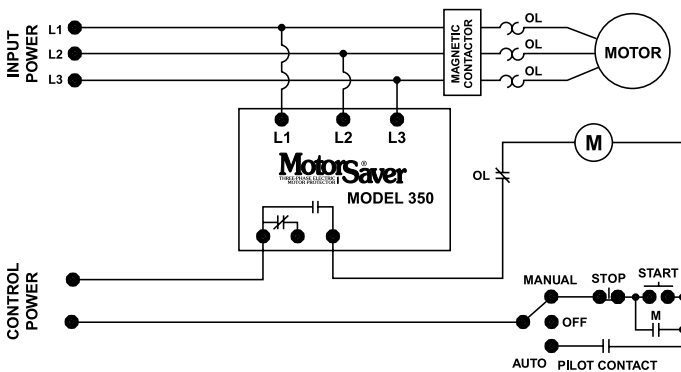 INPUT
POWER
L1
L2
L3
MAGNETIC
CONTACTOR
OL
OL
OL
MOTOR
L1 L2 L3
MotorSaver®
THREE-PHASE ELECTRIC
MOTOR PROTECTOR
MODEL 350
OL
M
CONTROL
POWER
MANUAL STOP START
M
OFF
AUTO PILOT CONTACT